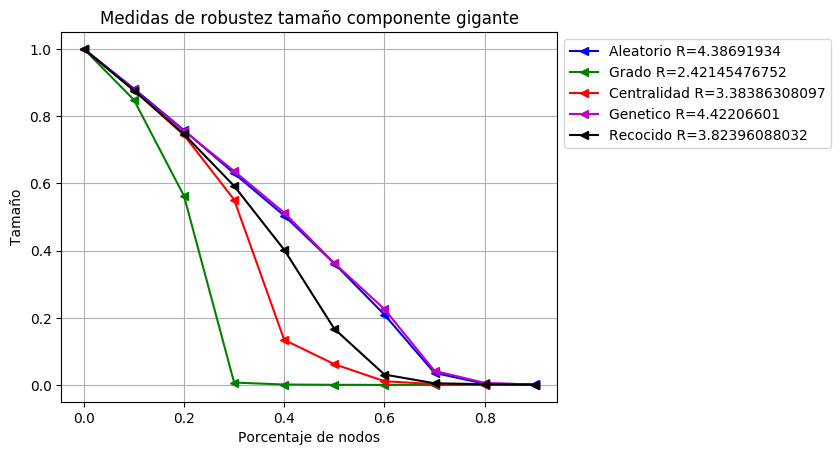 Medidas de robustez tamaño componente gigante
1.0
0.8
0.6
0.4
0.2
0.0
Tamaño
0.0 0.2 0.4 0.6 0.8
Porcentaje de nodos
Aleatorio R=4.38691934
Grado R=2.42145476752
Centralidad R=3.38386308097
Genetico R=4.42206601
Recocido R=3.82396088032